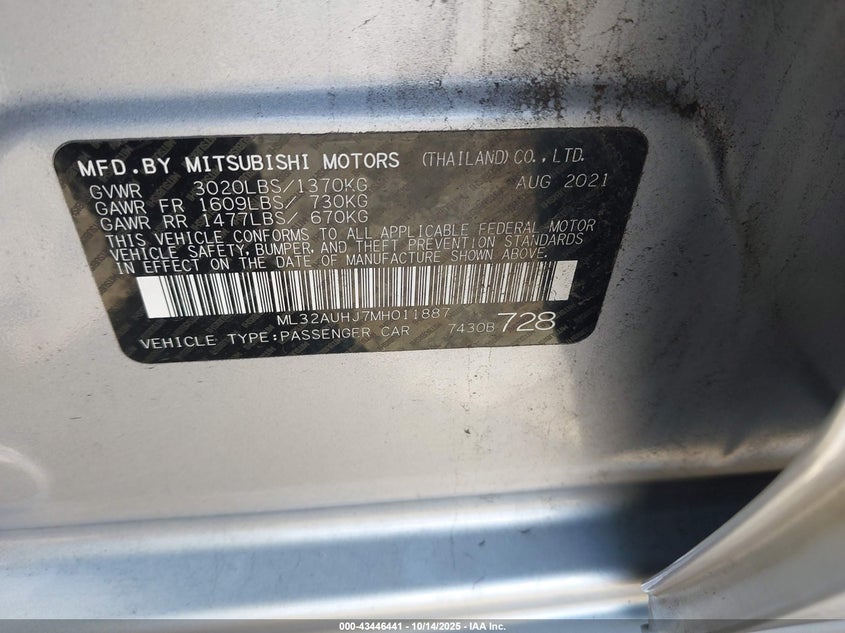 MFD.BY MITSUBISHI MOTORS (THAILAND)CO.,LTD.
GVWR 3020LBS/1370KG AUG 2021
GAWR FR 1609LBS/ 730KG
GAWR RR 1477LBS/ 670KG
THIS VEHICLE CONFORMS TO ALL APPLICABLE FEDERAL MOTOR
VEHICLE SAFETY, BUMPER, AND THEFT PREVENTION STANDARDS
IN EFFECT ON THE DATE OF MANUFACTURE SHOWN ABOVE.
ML32AUHJ7MH011887
VEHICLE TYPE:PASSENGER CAR 7430B 728
000-43446441 - 10/14/2025 - IAA Inc.